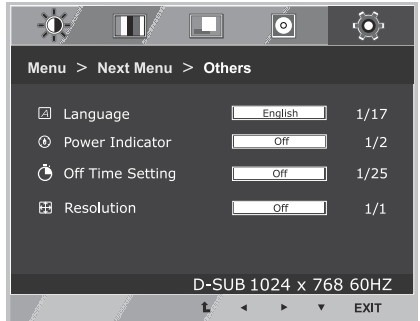 Menu > Next Menu > Others
Language English 1/17
Power Indicator Off 1/2
Off Time Setting Off 1/25
Resolution Off 1/1
D-SUB 1024 x 768 60HZ
EXIT